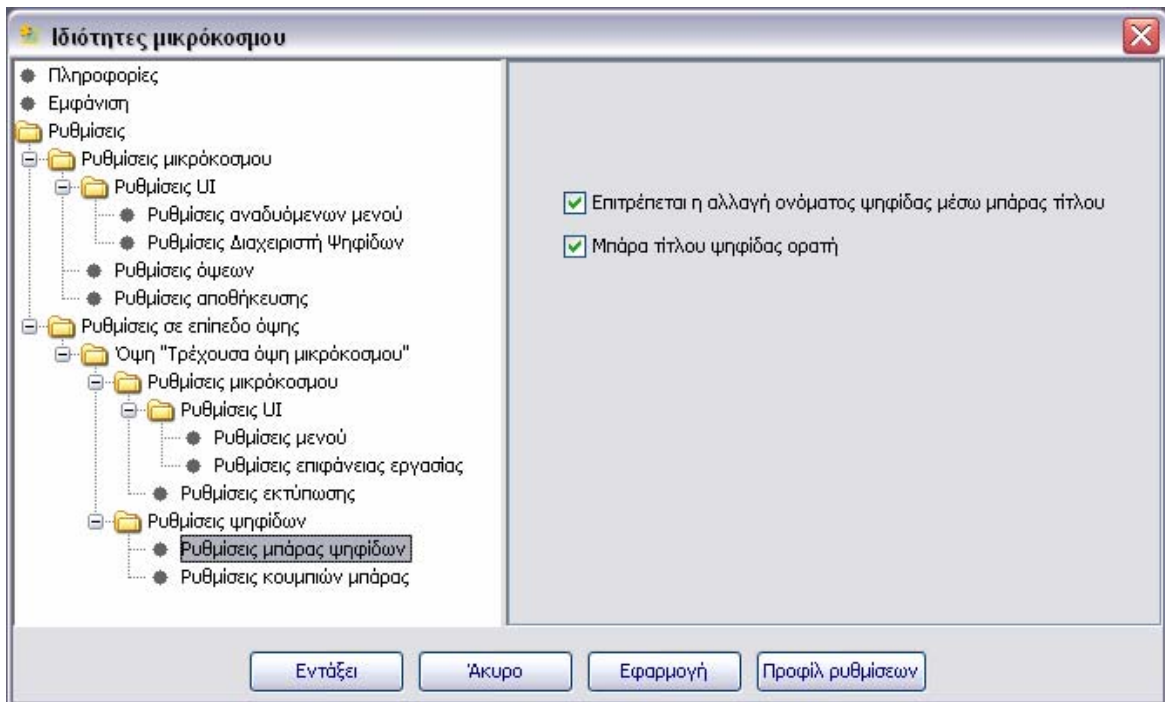 Ιδιότητες μικρόκοσμου
Πληροφορίες
Εμφάνιση
Ρυθμίσεις
Ρυθμίσεις μικρόκοσμου
Ρυθμίσεις UI
Ρυθμίσεις αναδυόμενων μενού
Ρυθμίσεις Διαχειριστή Ψηφίδων
Ρυθμίσεις όψεων
Ρυθμίσεις αποθήκευσης
Ρυθμίσεις σε επίπεδο όψης
Όψη "Τρέχουσα όψη μικρόκοσμου"
Ρυθμίσεις μικρόκοσμου
Ρυθμίσεις UI
Ρυθμίσεις μενού
Ρυθμίσεις επιφάνειας εργασίας
Ρυθμίσεις εκτύπωσης
Ρυθμίσεις ψηφίδων
Ρυθμίσεις μπάρας ψηφίδων
Ρυθμίσεις κουμπιών μπάρας
Επιτρέπεται η αλλαγή ονόματος ψηφίδας μέσω μπάρας τίτλου
Μπάρα τίτλου ψηφίδας ορατή
Εντάξει Άκυρο Εφαρμογή Προφίλ ρυθμίσεων